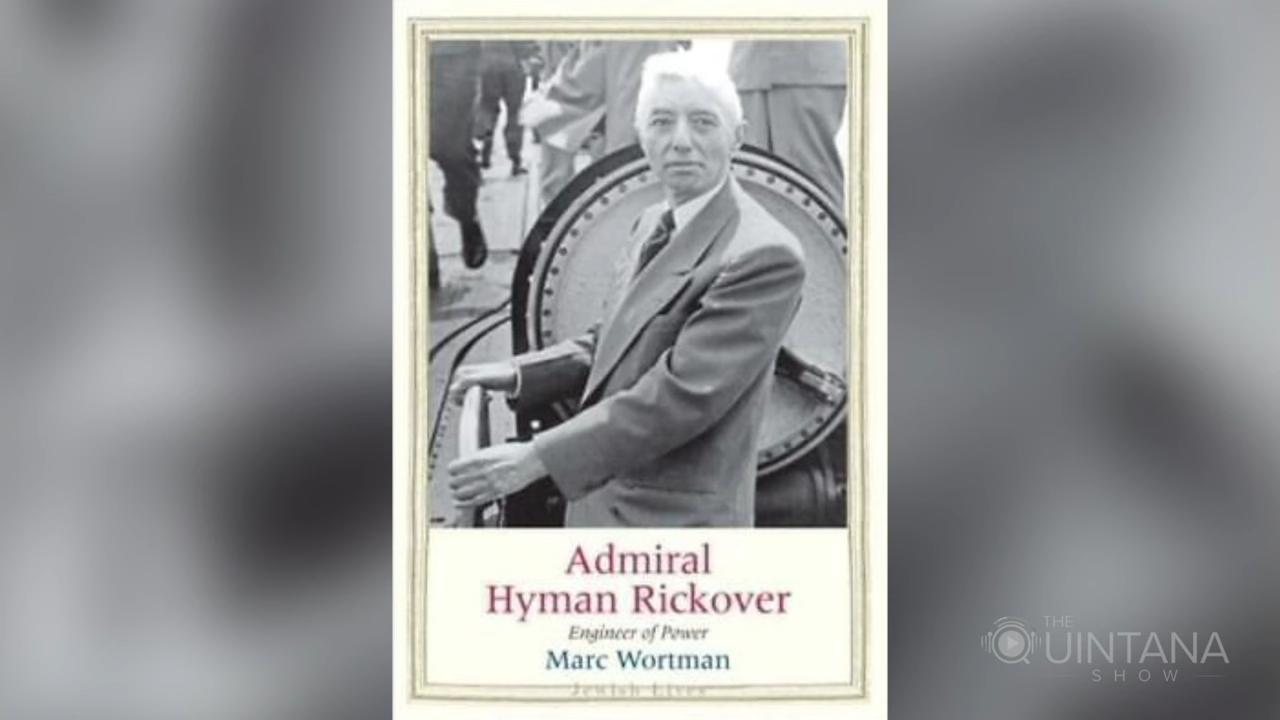 Admiral
Hyman Rickover
Engineer of Power
Marc Wortman
Jewish Lives
THE
QUINTANA
SHOW